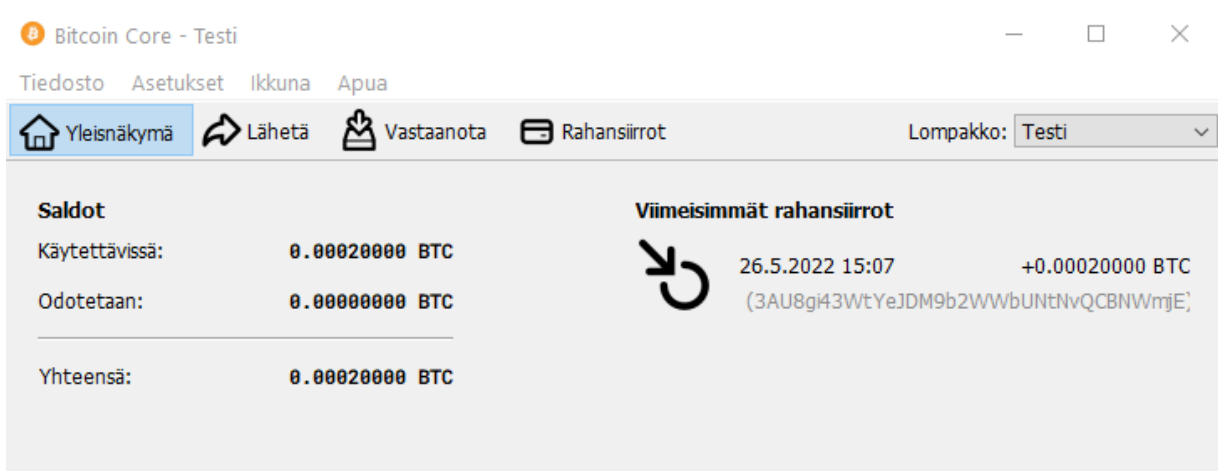 Bitcoin Core - Testi
Tiedosto Asetukset Ikkuna Apua
Yleisnäkymä Lähetä Vastaanota Rahansiirrot Lompakko: Testi
Saldot
Käytettävissä: 0.00020000 BTC
Odotetaan: 0.00000000 BTC
Yhteensä: 0.00020000 BTC
Viimeisimmät rahansiirrot
26.5.2022 15:07 +0.00020000 BTC
(3AU8gi43WtYeJDM9b2WWbUNtNvQCBNWmjE)